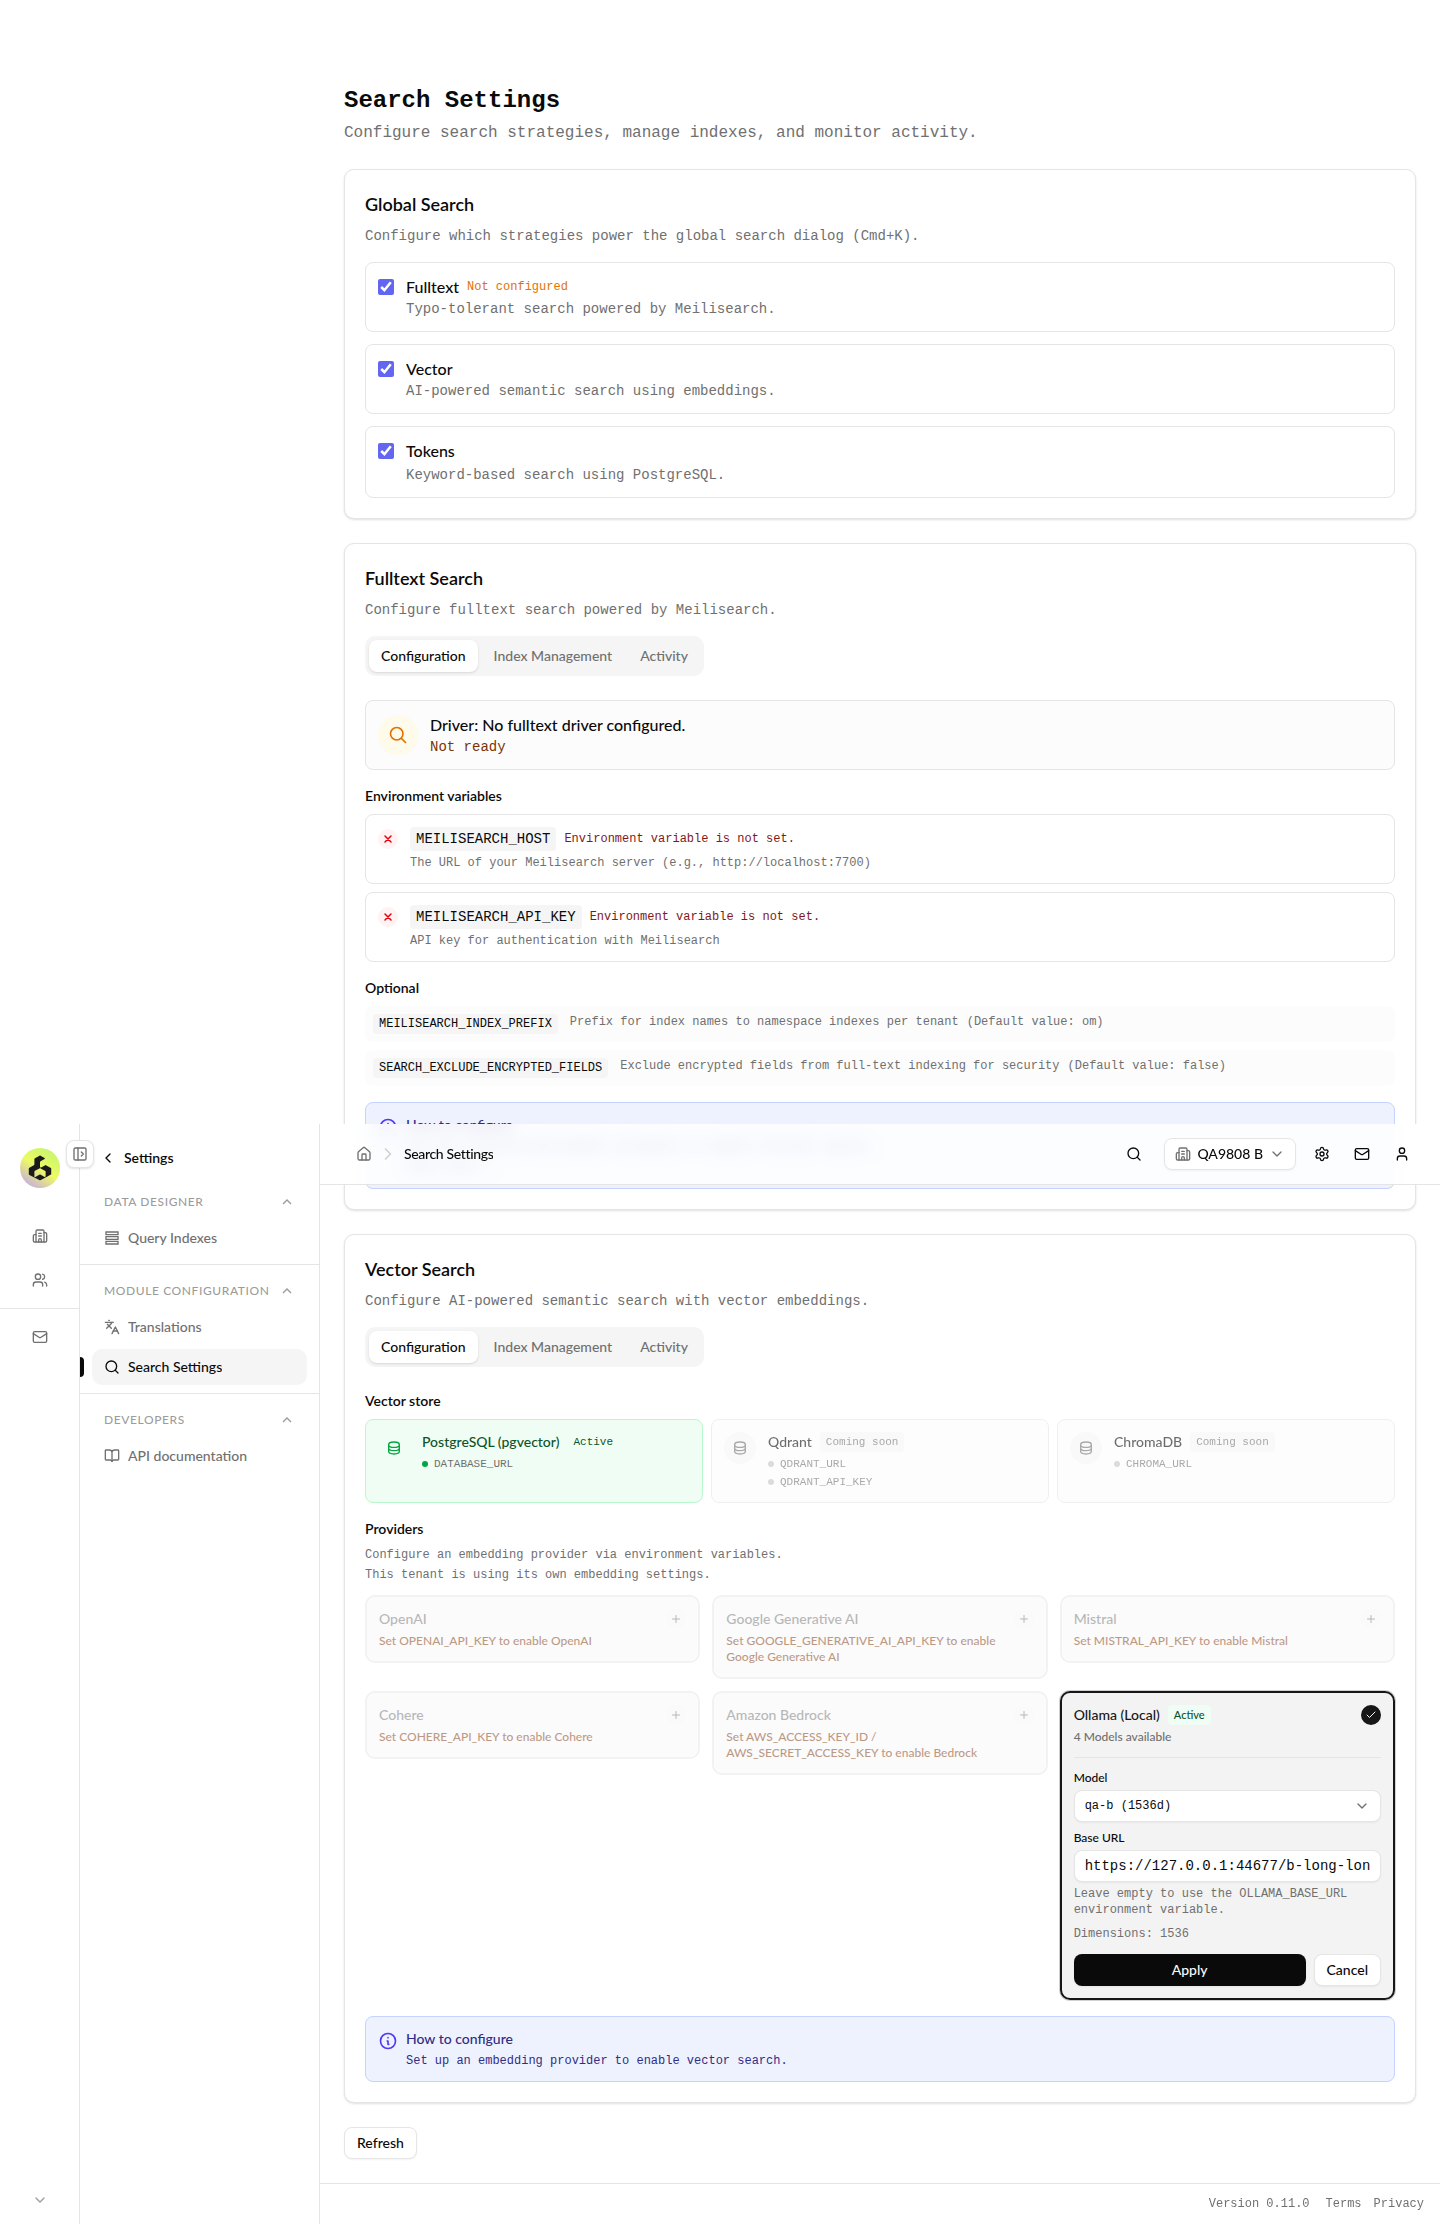 Search Settings
Configure search strategies, manage indexes, and monitor activity.
Global Search
Configure which strategies power the global search dialog (Cmd+K).
Fulltext Not configured
Typo-tolerant search powered by Meilisearch.
Vector
AI-powered semantic search using embeddings.
Tokens
Keyword-based search using PostgreSQL.
Fulltext Search
Configure fulltext search powered by Meilisearch.
Configuration Index Management Activity
Driver: No fulltext driver configured.
Not ready
Environment variables
MEILISEARCH_HOST Environment variable is not set.
The URL of your Meilisearch server (e.g., http://localhost:7700)
MEILISEARCH_API_KEY Environment variable is not set.
API key for authentication with Meilisearch
Optional
MEILISEARCH_INDEX_PREFIX Prefix for index names to namespace indexes per tenant (Default value: om)
SEARCH_EXCLUDE_ENCRYPTED_FIELDS Exclude encrypted fields from full-text indexing for security (Default value: false)
How to configure
Settings
Search Settings
QA9808 B
DATA DESIGNER
Query Indexes
MODULE CONFIGURATION
Translations
Search Settings
DEVELOPERS
API documentation
Vector Search
Configure AI-powered semantic search with vector embeddings.
Configuration Index Management Activity
Vector store
PostgreSQL (pgvector) Active
DATABASE_URL
Qdrant Coming soon
QDRANT_URL
QDRANT_API_KEY
ChromaDB Coming soon
CHROMA_URL
Providers
Configure an embedding provider via environment variables.
This tenant is using its own embedding settings.
OpenAI
Set OPENAI_API_KEY to enable OpenAI
Google Generative AI
Set GOOGLE_GENERATIVE_AI_API_KEY to enable
Google Generative AI
Mistral
Set MISTRAL_API_KEY to enable Mistral
Cohere
Set COHERE_API_KEY to enable Cohere
Amazon Bedrock
Set AWS_ACCESS_KEY_ID /
AWS_SECRET_ACCESS_KEY to enable Bedrock
Ollama (Local) Active
4 Models available
Model
qa-b (1536d)
Base URL
https://127.0.0.1:44677/b-long-lon
Leave empty to use the OLLAMA_BASE_URL
environment variable.
Dimensions: 1536
Apply Cancel
How to configure
Set up an embedding provider to enable vector search.
Refresh
Version 0.11.0 Terms Privacy